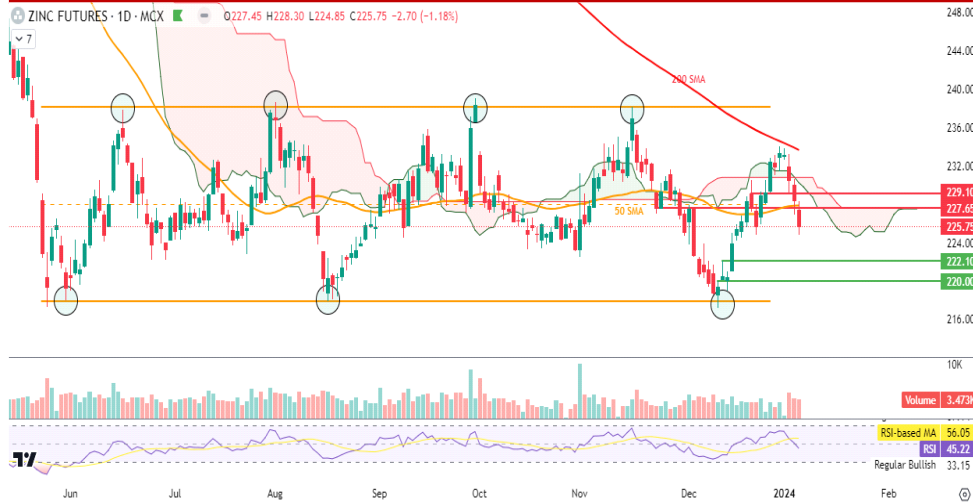 ZINC FUTURES · 1D · MCX O227.45 H228.30 L224.85 C225.75 −2.70 (−1.18%)
7
248.00
244.00
240.00
236.00
232.00
229.10
227.65
225.75
224.00
222.10
220.00
216.00
200 SMA
50 SMA
10K
Volume 3.473K
RSI-based MA 56.05
RSI 45.22
Regular Bullish 33.15
Jun Jul Aug Sep Oct Nov Dec 2024 Feb